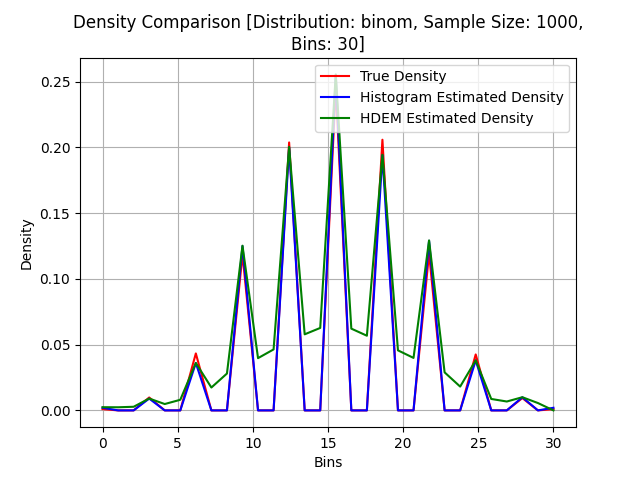 Density Comparison [Distribution: binom, Sample Size: 1000,
Bins: 30]
True Density
Histogram Estimated Density
HDEM Estimated Density
Density
0.25
0.20
0.15
0.10
0.05
0.00
0 5 10 15 20 25 30
Bins